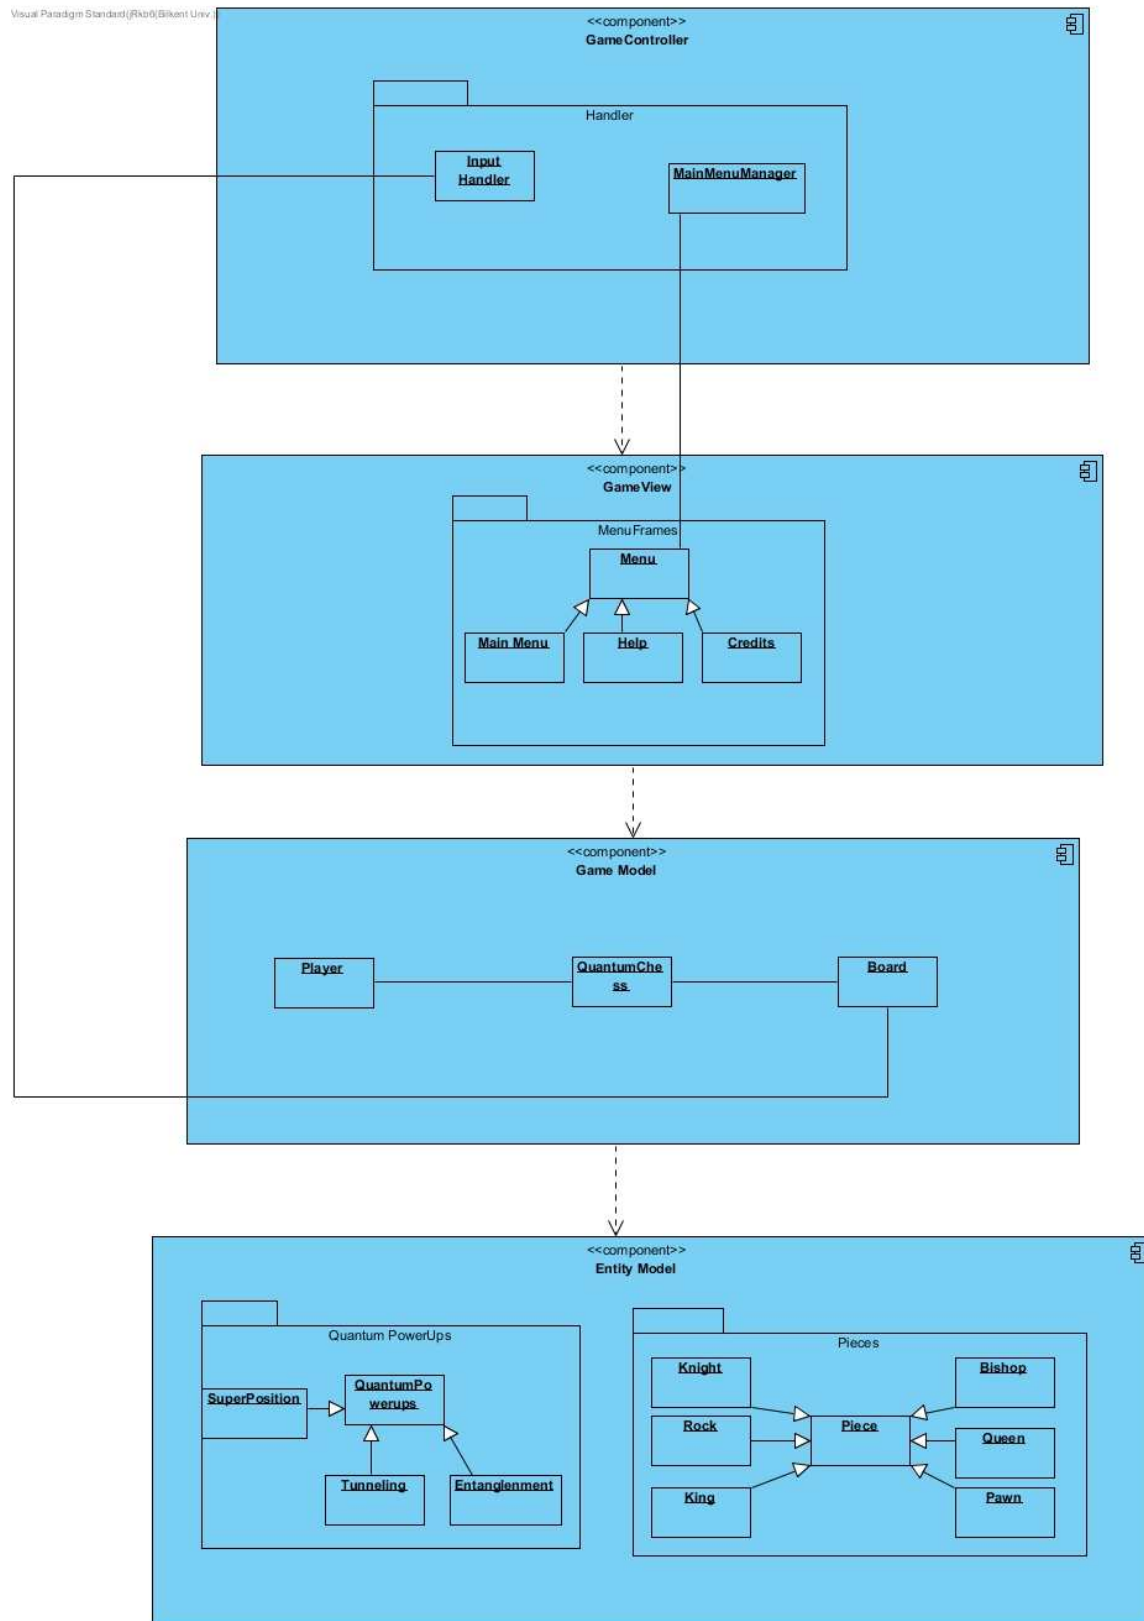 Visual Paradigm Standard(jRkb6(Bilkent Univ.))
<<component>>
GameController
Handler
Input
Handler
MainMenuManager
<<component>>
GameView
MenuFrames
Menu
Main Menu
Help
Credits
<<component>>
Game Model
Player
QuantumChe
ss
Board
<<component>>
Entity Model
Quantum PowerUps
QuantumPo
werups
SuperPosition
Tunneling
Entanglenment
Pieces
Knight
Bishop
Rock
Piece
Queen
King
Pawn